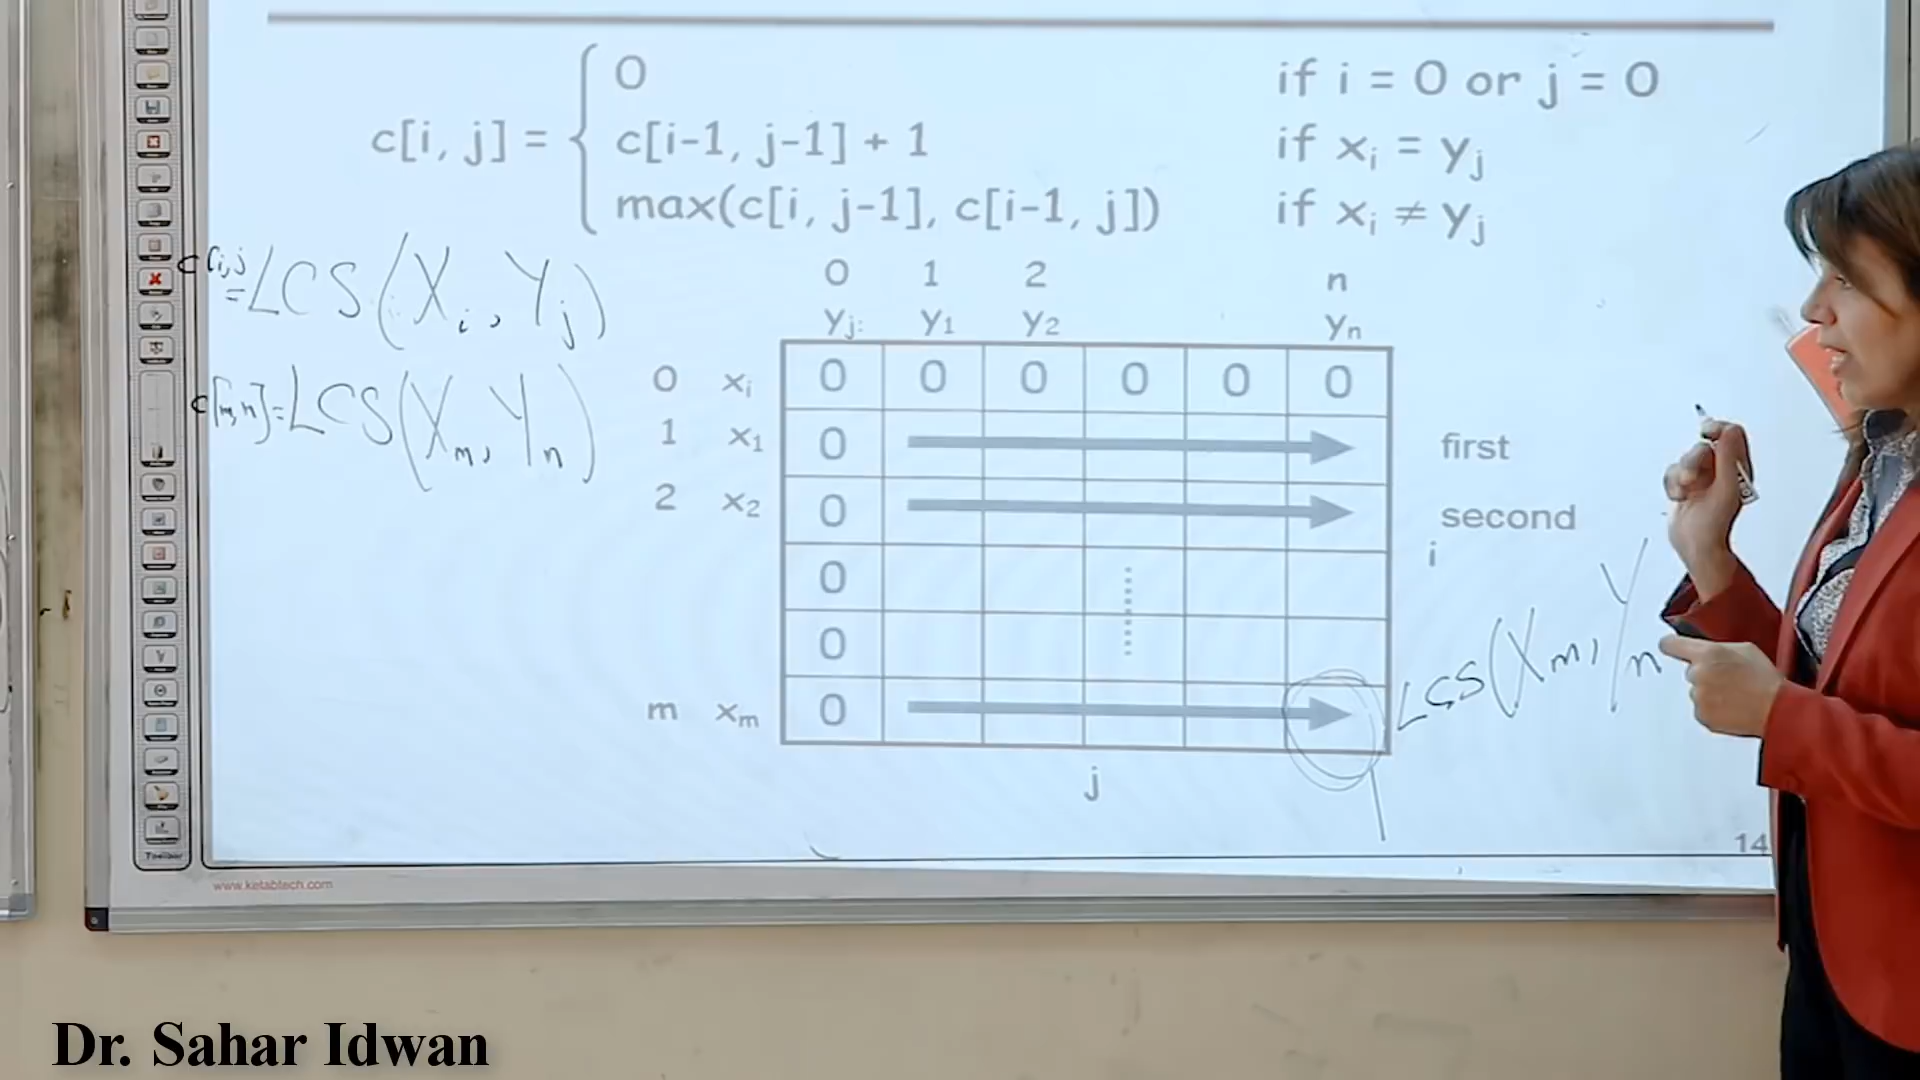 0 if i = 0 or j = 0
c[i, j] = c[i-1, j-1] + 1 if xi = yj
max(c[i, j-1], c[i-1, j]) if xi ≠ yj
c[i,j] = LCS(Xi, Yj)
c[m,n] = LCS(Xm, Yn)
0 1 2 n
yj: y1 y2 yn
0 xi 0 0 0 0 0 0
1 x1 0 first
2 x2 0 second
0 i
0
m xm 0
LCS(Xm, Yn
j
14
Toolbar
www.ketabtech.com
Dr. Sahar Idwan